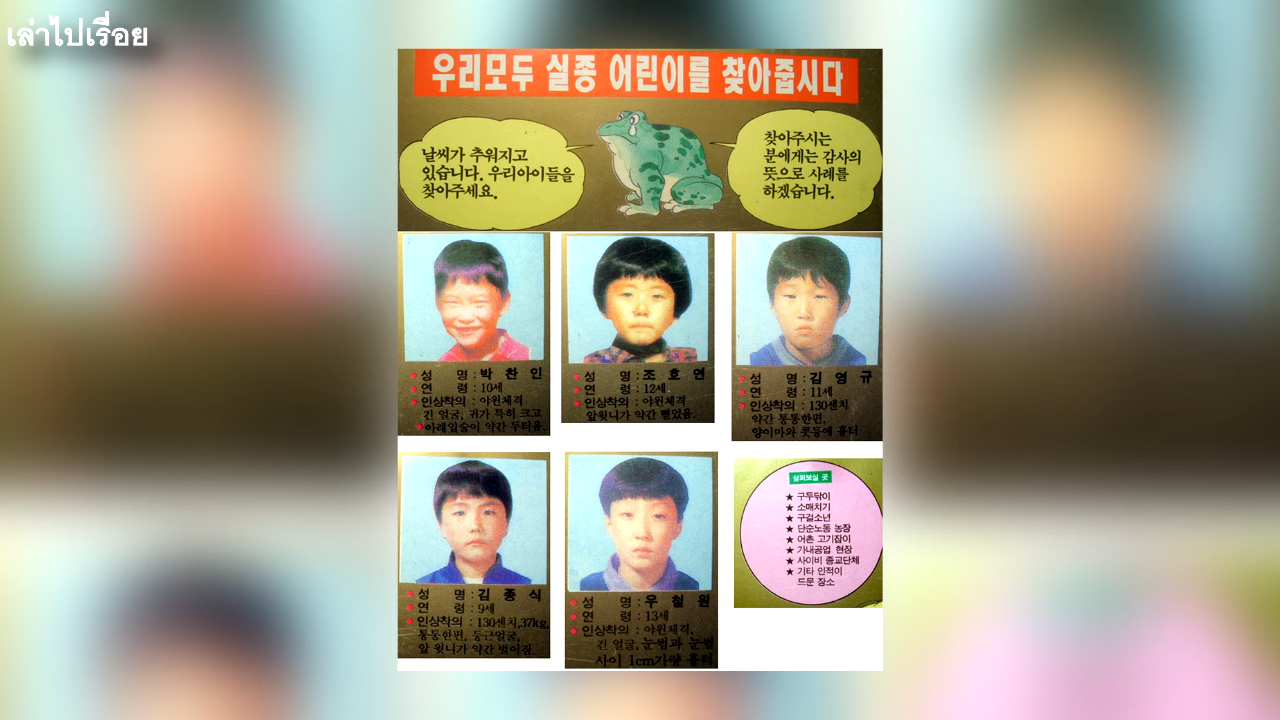 เล่าไปเรื่อย
우리모두 실종 어린이를 찾아줍시다
날씨가 추워지고
있습니다. 우리아이들을
찾아주세요.
찾아주시는
분에게는 감사의
뜻으로 사례를
하겠습니다.
성 명 : 박 찬 인
연 령 : 10세
인상착의 : 야윈체격
긴 얼굴, 귀가 특히 크고
아래입술이 약간 두터움.
성 명 : 조 호 연
연 령 : 12세.
인상착의 : 야윈체격
앞윗니가 약간 뻗었음.
성 명 : 김 영 규
연 령 : 11세
인상착의 : 130센치
약간 통통한편,
양이마와 콧등에 흉터
성 명 : 김 종 식
연 령 : 9세
인상착의 : 130센치,37kg,
통통한편, 둥근얼굴,
앞 윗니가 약간 벌어짐.
성 명 : 우 철 원
연 령 : 13세
인상착의 : 야윈체격,
긴 얼굴, 눈썹과 눈썹
사이 1cm가량 흉터
살펴보실 곳
★ 구두닦이
★ 소매치기
★ 구걸소년
★ 단순노동 농장
★ 어촌 고기잡이
★ 가내공업 현장
★ 사이비 종교단체
★ 기타 인적이
드문 장소